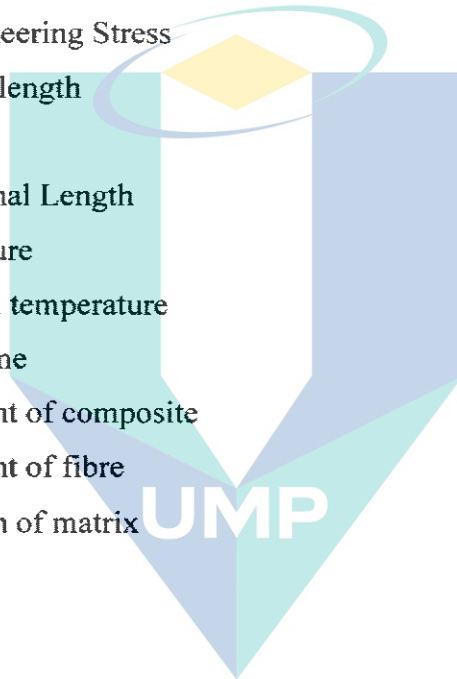 eering Stress
length
nal Length
ure
temperature
ne
nt of composite
nt of fibre
n of matrix
UMP